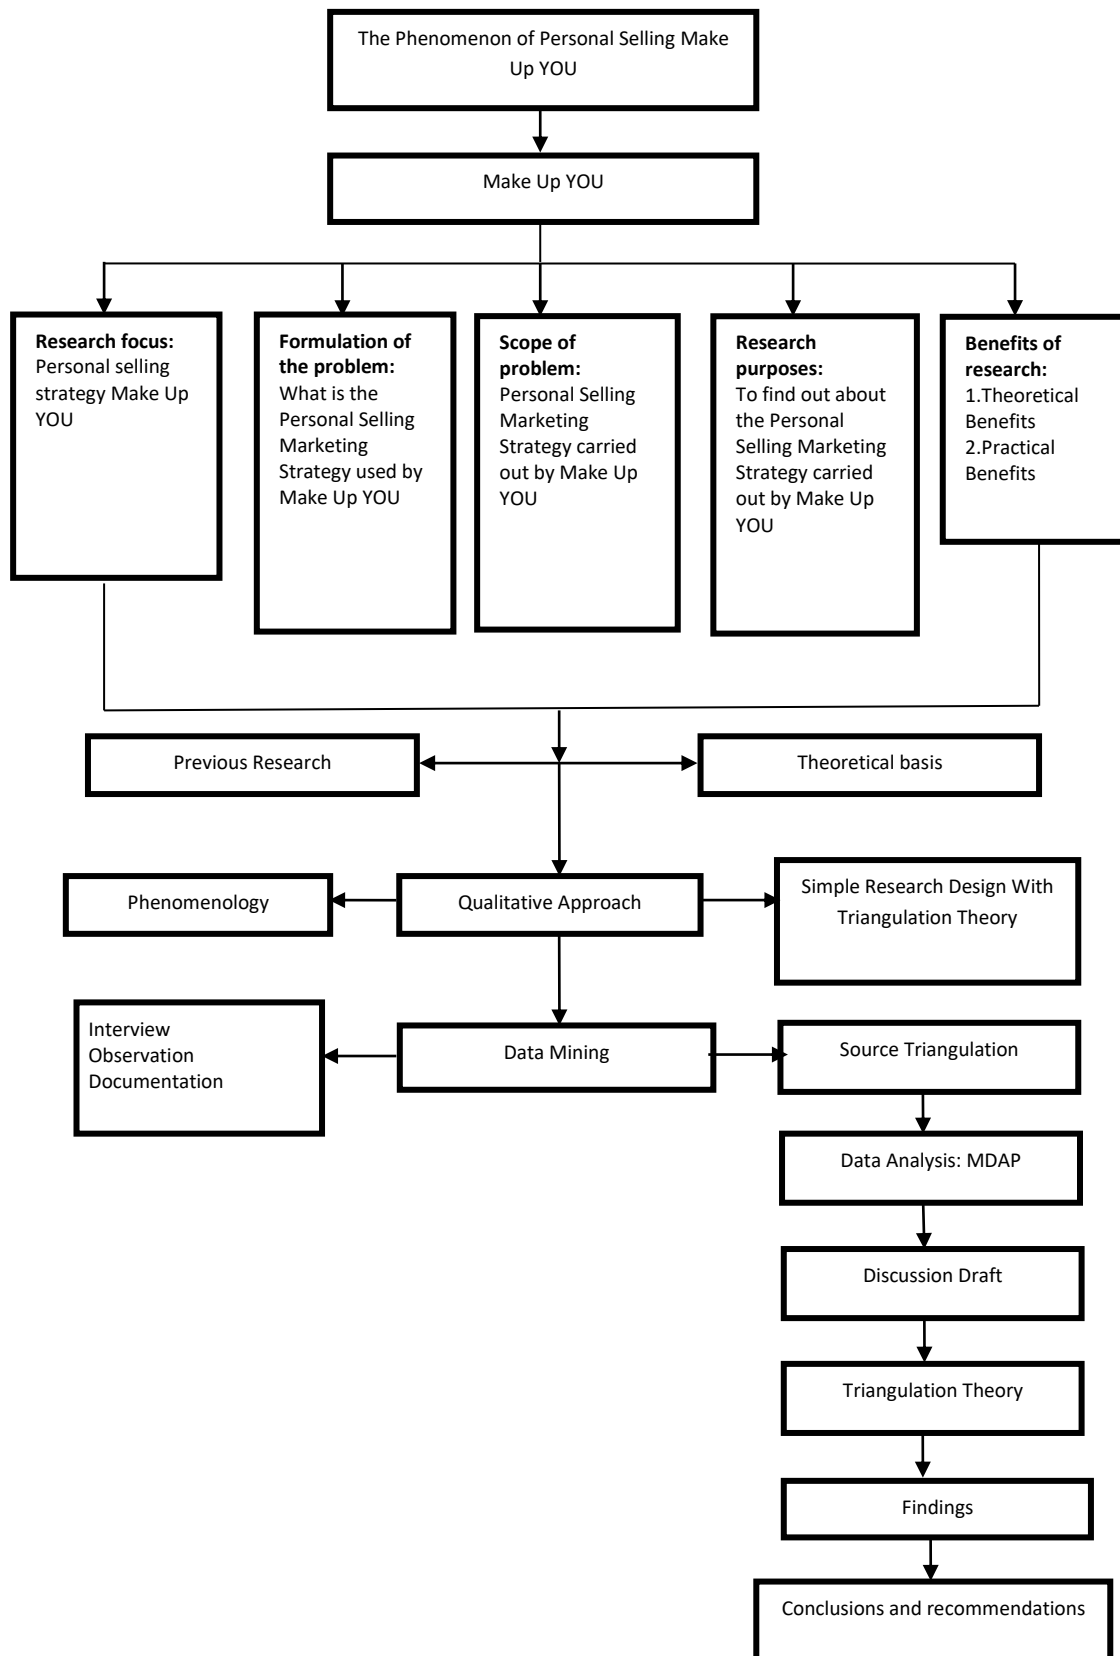 The Phenomenon of Personal Selling Make
Up YOU
Make Up YOU
Research focus:
Personal selling
strategy Make Up
YOU
Formulation of
the problem:
What is the
Personal Selling
Marketing
Strategy used by
Make Up YOU
Scope of
problem:
Personal Selling
Marketing
Strategy carried
out by Make Up
YOU
Research
purposes:
To find out about
the Personal
Selling Marketing
Strategy carried
out by Make Up
YOU
Benefits of
research:
1.Theoretical
Benefits
2.Practical
Benefits
Previous Research
Theoretical basis
Phenomenology
Qualitative Approach
Simple Research Design With
Triangulation Theory
Interview
Observation
Documentation
Data Mining
Source Triangulation
Data Analysis: MDAP
Discussion Draft
Triangulation Theory
Findings
Conclusions and recommendations